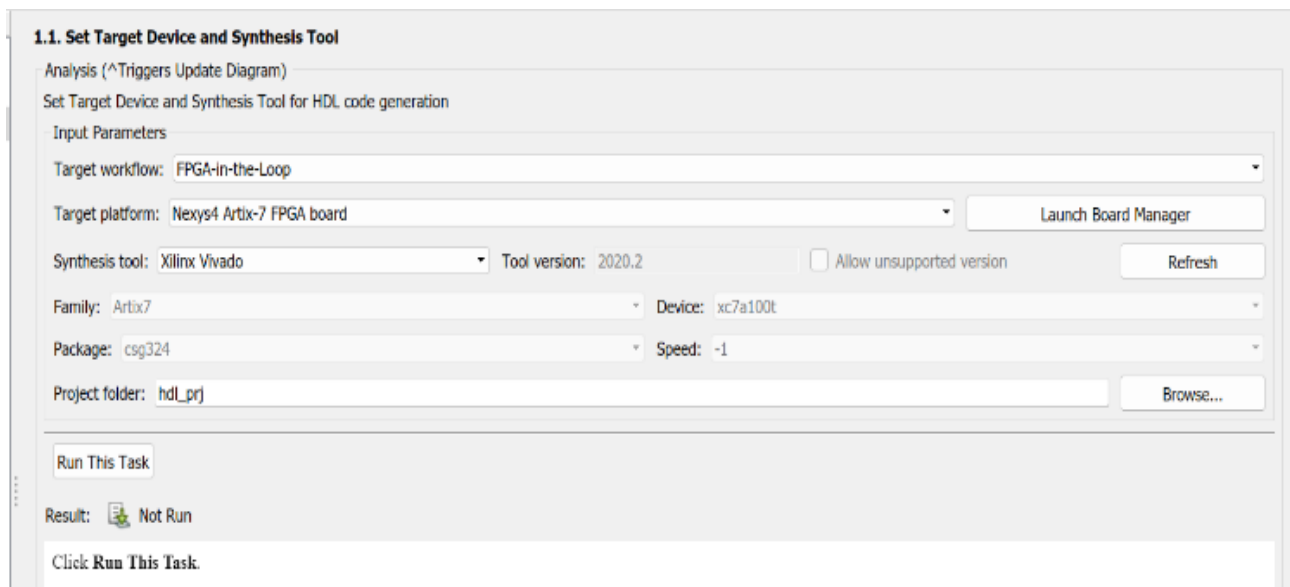 1.1. Set Target Device and Synthesis Tool
Analysis (^Triggers Update Diagram)
Set Target Device and Synthesis Tool for HDL code generation
Input Parameters
Target workflow: FPGA-in-the-Loop
Target platform: Nexys4 Artix-7 FPGA board Launch Board Manager
Synthesis tool: Xilinx Vivado Tool version: 2020.2 Allow unsupported version Refresh
Family: Artix7 Device: xc7a100t
Package: csg324 Speed: -1
Project folder: hdl_prj Browse...
Run This Task
Result: Not Run
Click Run This Task.